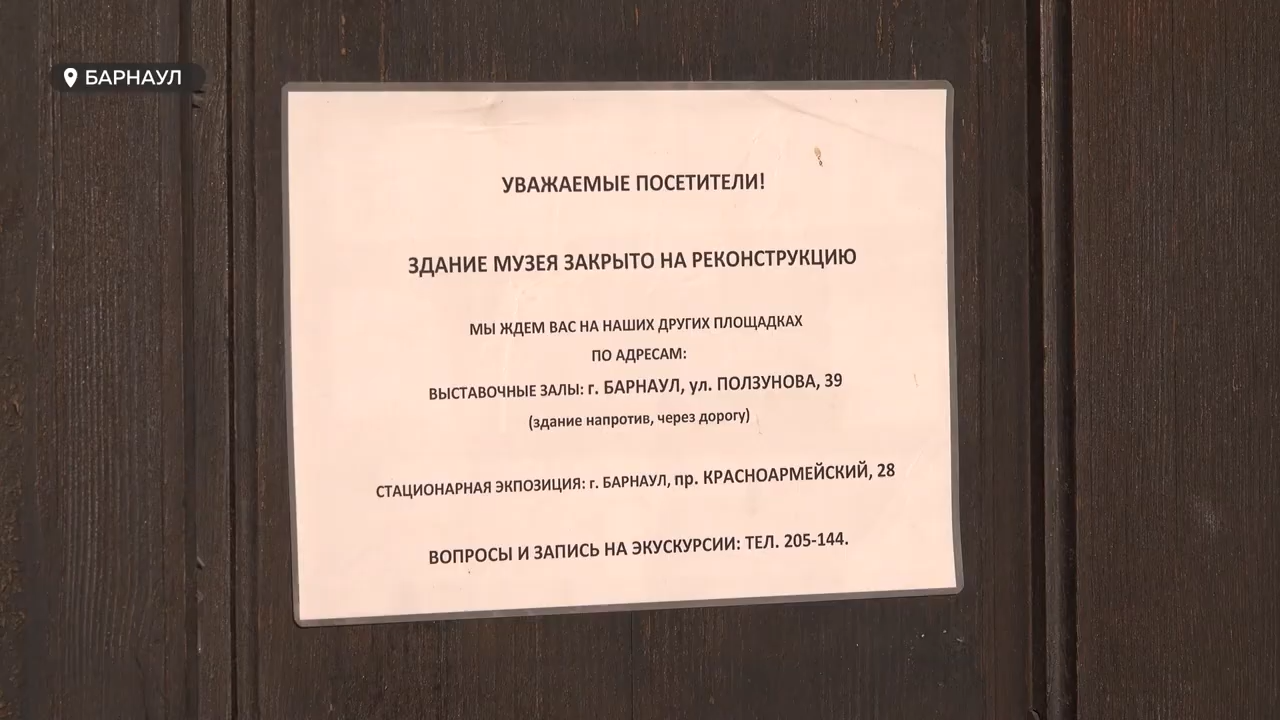 БАРНАУЛ
УВАЖАЕМЫЕ ПОСЕТИТЕЛИ!
ЗДАНИЕ МУЗЕЯ ЗАКРЫТО НА РЕКОНСТРУКЦИЮ
МЫ ЖДЕМ ВАС НА НАШИХ ДРУГИХ ПЛОЩАДКАХ
ПО АДРЕСАМ:
ВЫСТАВОЧНЫЕ ЗАЛЫ: г. БАРНАУЛ, ул. ПОЛЗУНОВА, 39
(здание напротив, через дорогу)
СТАЦИОНАРНАЯ ЭКПОЗИЦИЯ: г. БАРНАУЛ, пр. КРАСНОАРМЕЙСКИЙ, 28
ВОПРОСЫ И ЗАПИСЬ НА ЭКУСКУРСИИ: ТЕЛ. 205-144.